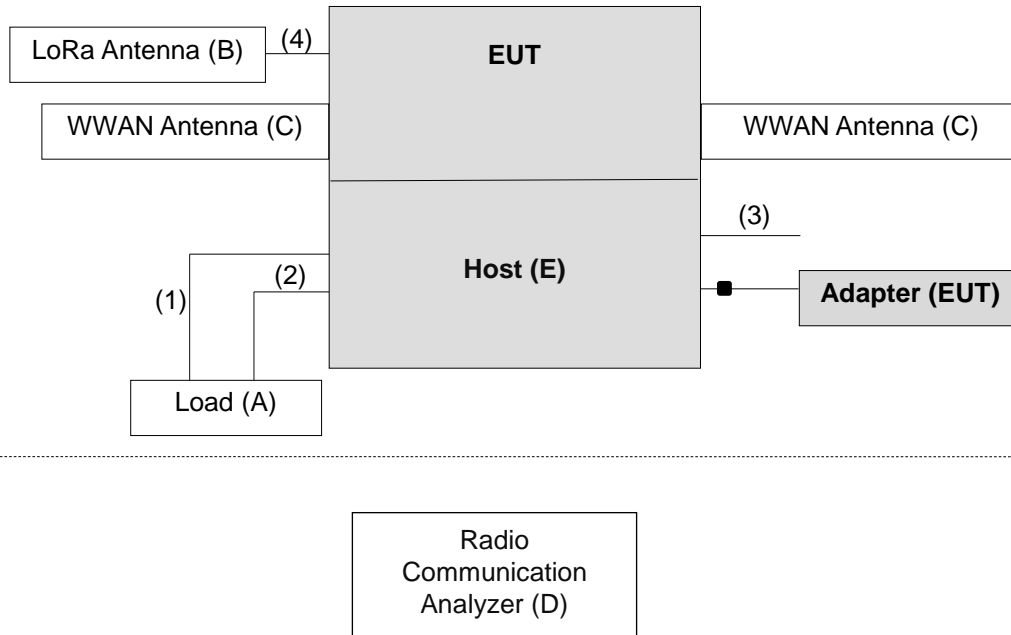 LoRa Antenna (B)
(4)
EUT
WWAN Antenna (C)
WWAN Antenna (C)
(3)
(2)
Host (E)
(1)
Adapter (EUT)
Load (A)
Radio
Communication
Analyzer (D)